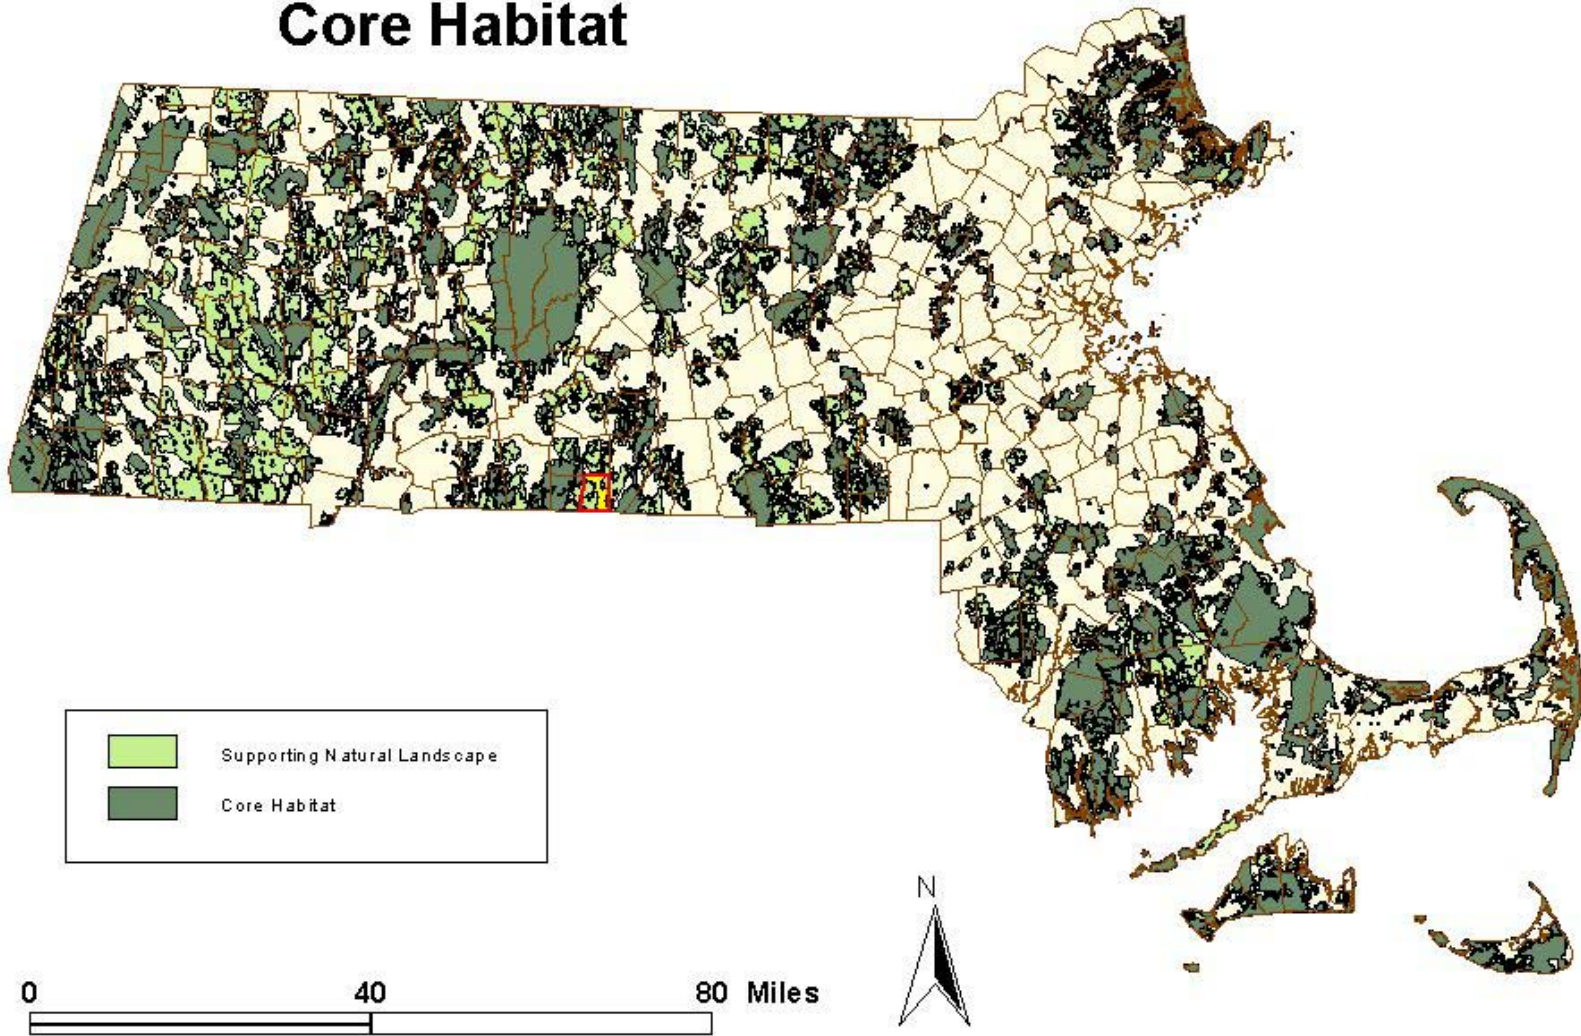 Core Habitat
Supporting Natural Landscape
Core Habitat
N
0 40 80 Miles